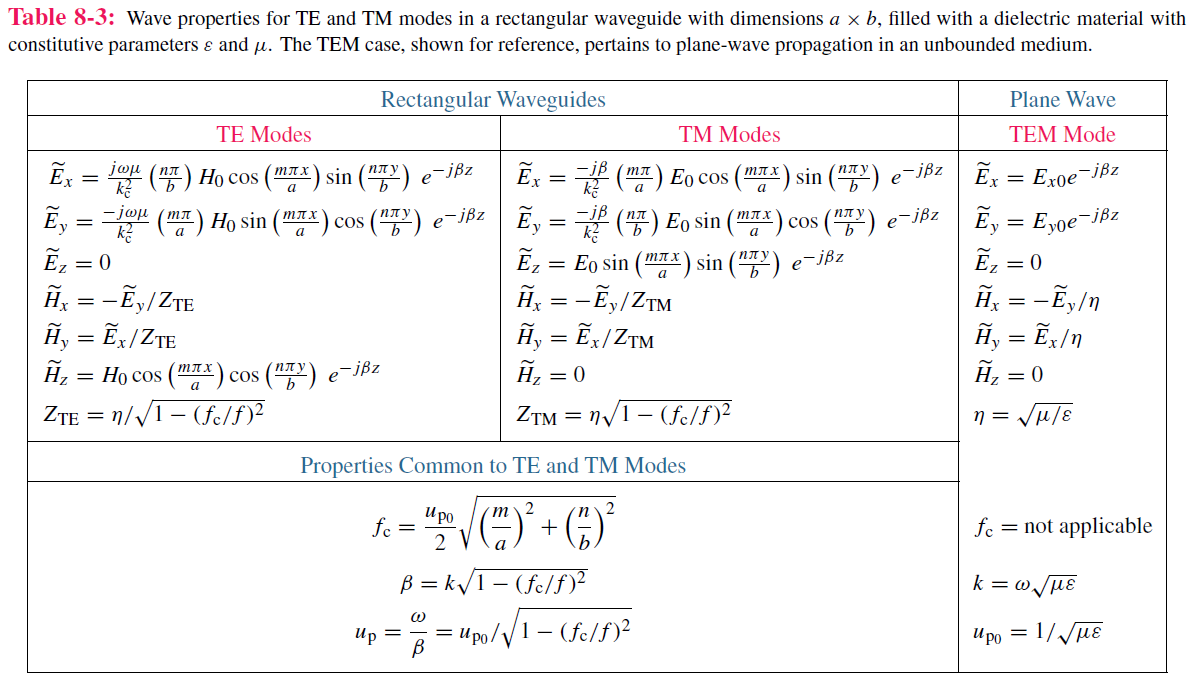 Table 8-3: Wave properties for TE and TM modes in a rectangular waveguide with dimensions a × b, filled with a dielectric material with
constitutive parameters ε and μ. The TEM case, shown for reference, pertains to plane-wave propagation in an unbounded medium.
Rectangular Waveguides
Plane Wave
TE Modes
TM Modes
TEM Mode
Ẽx = jωμ/kc² (nπ/b) H0 cos (mπx/a) sin (nπy/b) e^−jβz
Ẽy = −jωμ/kc² (mπ/a) H0 sin (mπx/a) cos (nπy/b) e^−jβz
Ẽz = 0
H̃x = −Ẽy/ZTE
H̃y = Ẽx/ZTE
H̃z = H0 cos (mπx/a) cos (nπy/b) e^−jβz
ZTE = η/√(1 − (fc/f)²)
Ẽx = −jβ/kc² (mπ/a) E0 cos (mπx/a) sin (nπy/b) e^−jβz
Ẽy = −jβ/kc² (nπ/b) E0 sin (mπx/a) cos (nπy/b) e^−jβz
Ẽz = E0 sin (mπx/a) sin (nπy/b) e^−jβz
H̃x = −Ẽy/ZTM
H̃y = Ẽx/ZTM
H̃z = 0
ZTM = η√(1 − (fc/f)²)
Ẽx = Ex0e^−jβz
Ẽy = Ey0e^−jβz
Ẽz = 0
H̃x = −Ẽy/η
H̃y = Ẽx/η
H̃z = 0
η = √(μ/ε)
Properties Common to TE and TM Modes
fc = up0/2 √((m/a)² + (n/b)²)
β = k√(1 − (fc/f)²)
up = ω/β = up0/√(1 − (fc/f)²)
fc = not applicable
k = ω√(με)
up0 = 1/√(με)